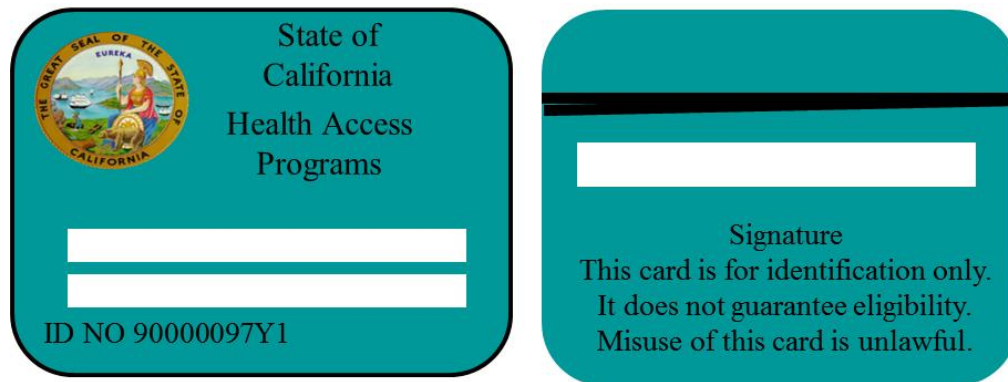 THE GREAT SEAL OF THE STATE OF CALIFORNIA
EUREKA
State of
California
Health Access
Programs
ID NO 90000097Y1
Signature
This card is for identification only.
It does not guarantee eligibility.
Misuse of this card is unlawful.